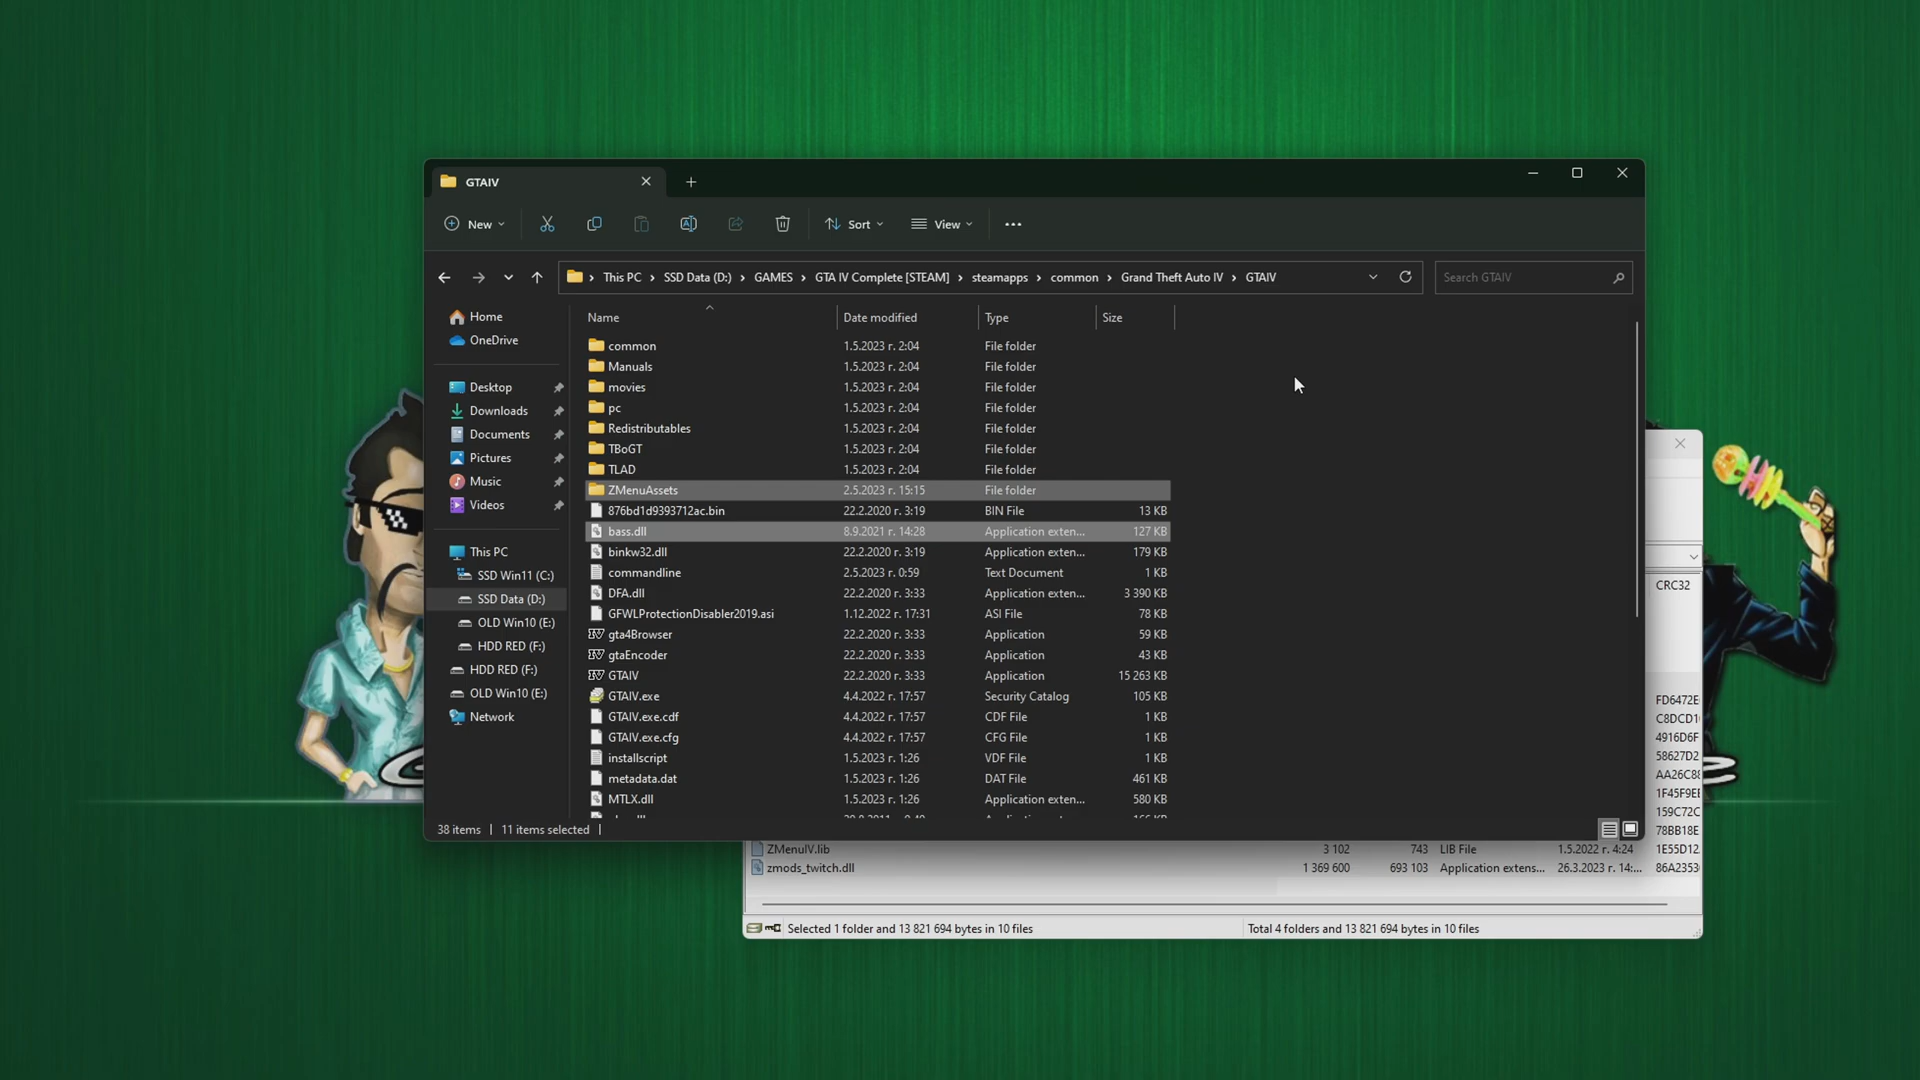 GTAIV
New
Sort
View
This PC
SSD Data (D:)
GAMES
GTA IV Complete [STEAM]
steamapps
common
Grand Theft Auto IV
GTAIV
Search GTAIV
Home
OneDrive
Desktop
Downloads
Documents
Pictures
Music
Videos
This PC
SSD Win11 (C:)
SSD Data (D:)
OLD Win10 (E:)
HDD RED (F:)
HDD RED (F:)
OLD Win10 (E:)
Network
Name Date modified Type Size
common 1.5.2023 г. 2:04 File folder
Manuals 1.5.2023 г. 2:04 File folder
movies 1.5.2023 г. 2:04 File folder
pc 1.5.2023 г. 2:04 File folder
Redistributables 1.5.2023 г. 2:04 File folder
TBoGT 1.5.2023 г. 2:04 File folder
TLAD 1.5.2023 г. 2:04 File folder
ZMenuAssets 2.5.2023 г. 15:15 File folder
876bd1d9393712ac.bin 22.2.2020 г. 3:19 BIN File 13 KB
bass.dll 8.9.2021 г. 14:28 Application exten... 127 KB
binkw32.dll 22.2.2020 г. 3:19 Application exten... 179 KB
commandline 2.5.2023 г. 0:59 Text Document 1 KB
DFA.dll 22.2.2020 г. 3:33 Application exten... 3 390 KB
GFWLProtectionDisabler2019.asi 1.12.2022 г. 17:31 ASI File 78 KB
gta4Browser 22.2.2020 г. 3:33 Application 59 KB
gtaEncoder 22.2.2020 г. 3:33 Application 43 KB
GTAIV 22.2.2020 г. 3:33 Application 15 263 KB
GTAIV.exe 4.4.2022 г. 17:57 Security Catalog 105 KB
GTAIV.exe.cdf 4.4.2022 г. 17:57 CDF File 1 KB
GTAIV.exe.cfg 4.4.2022 г. 17:57 CFG File 1 KB
installscript 1.5.2023 г. 1:26 VDF File 1 KB
metadata.dat 1.5.2023 г. 1:26 DAT File 461 KB
MTLX.dll 1.5.2023 г. 1:26 Application exten... 580 KB
38 items
11 items selected
CRC32
FD6472E
C8DCD1
4916D6F
58627D2
AA26C8
1F45F9E
159C72C
78BB18E
ZMenuIV.lib 3 102 743 LIB File 1.5.2022 г. 4:24 1E55D12
zmods_twitch.dll 1 369 600 693 103 Application extens... 26.3.2023 г. 14:... 86A2353
Selected 1 folder and 13 821 694 bytes in 10 files
Total 4 folders and 13 821 694 bytes in 10 files